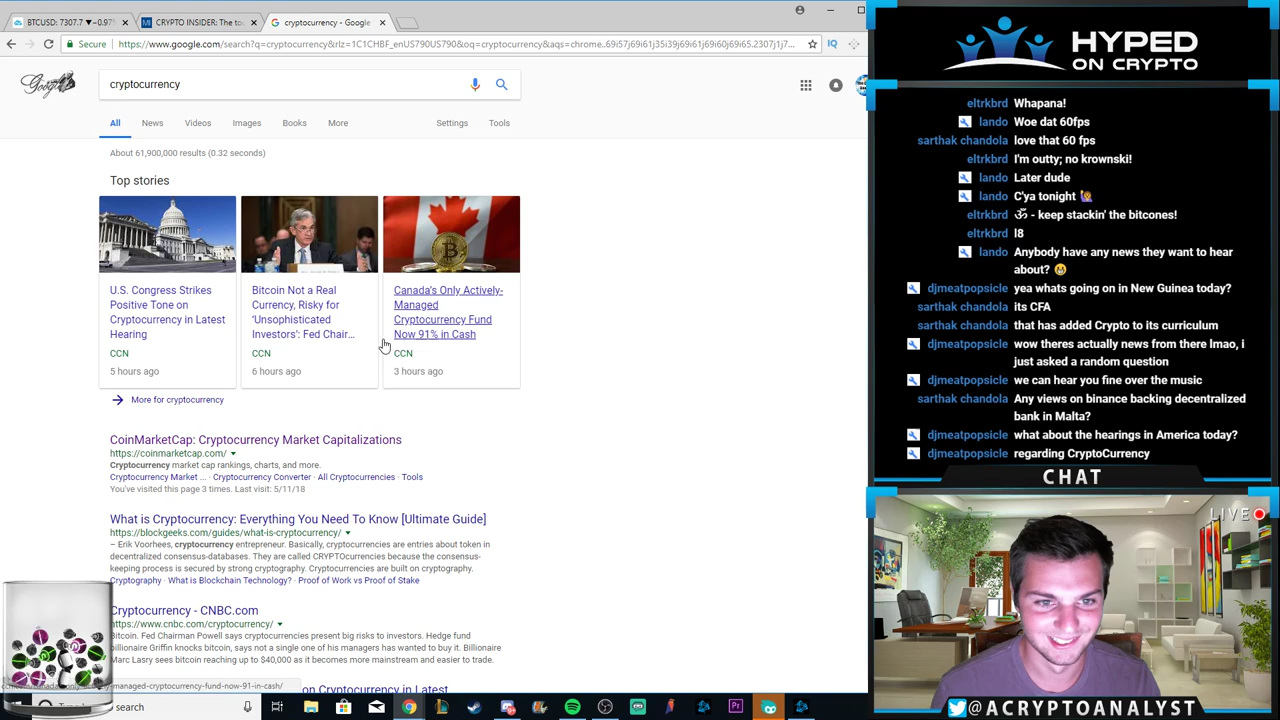 BTCUSD: 7307.7 ▼−0.97%
CRYPTO INSIDER: The to
cryptocurrency - Google
Secure
https://www.google.com/search?q=cryptocurrency&rlz=1C1CHBF_enUS790US790&oq=cryptocurrency&aqs=chrome..69i57j69i61j35i39j69i61j69i60j69i65.2307j1j7...
cryptocurrency
All
News
Videos
Images
Books
More
Settings
Tools
About 61,900,000 results (0.32 seconds)
Top stories
U.S. Congress Strikes
Positive Tone on
Cryptocurrency in Latest
Hearing
CCN
5 hours ago
Bitcoin Not a Real
Currency, Risky for
'Unsophisticated
Investors': Fed Chair...
CCN
6 hours ago
Canada's Only Actively-
Managed
Cryptocurrency Fund
Now 91% in Cash
CCN
3 hours ago
More for cryptocurrency
CoinMarketCap: Cryptocurrency Market Capitalizations
https://coinmarketcap.com/
Cryptocurrency market cap rankings, charts, and more.
Cryptocurrency Market ... · Cryptocurrency Converter · All Cryptocurrencies · Tools
You've visited this page 3 times. Last visit: 5/11/18
What is Cryptocurrency: Everything You Need To Know [Ultimate Guide]
https://blockgeeks.com/guides/what-is-cryptocurrency/
– Erik Voorhees, cryptocurrency entrepreneur. Basically, cryptocurrencies are entries about token in
decentralized consensus-databases. They are called CRYPTOcurrencies because the consensus-
keeping process is secured by strong cryptography. Cryptocurrencies are built on cryptography.
Cryptography · What is Blockchain Technology? · Proof of Work vs Proof of Stake
Cryptocurrency - CNBC.com
https://www.cnbc.com/cryptocurrency/
Bitcoin. Fed Chairman Powell says cryptocurrencies present big risks to investors. Hedge fund
billionaire Griffin knocks bitcoin, says not a single one of his managers has wanted to buy it. Billionaire
Marc Lasry sees bitcoin reaching up to $40,000 as it becomes more mainstream and easier to trade.
managed-cryptocurrency-fund-now-91-in-cash/
on Cryptocurrency in Latest
search
HYPED
ON CRYPTO
eltrkbrd Whapana!
lando Woe dat 60fps
sarthak chandola love that 60 fps
eltrkbrd I'm outty; no krownski!
lando Later dude
lando C'ya tonight 🙋🏾
eltrkbrd ॐ - keep stackin' the bitcones!
eltrkbrd l8
lando Anybody have any news they want to hear
about? 😁
djmeatpopsicle yea whats going on in New Guinea today?
sarthak chandola its CFA
sarthak chandola that has added Crypto to its curriculum
djmeatpopsicle wow theres actually news from there lmao, i
just asked a random question
djmeatpopsicle we can hear you fine over the music
sarthak chandola Any views on binance backing decentralized
bank in Malta?
djmeatpopsicle what about the hearings in America today?
djmeatpopsicle regarding CryptoCurrency
CHAT
LIVE
@ACRYPTOANALYST